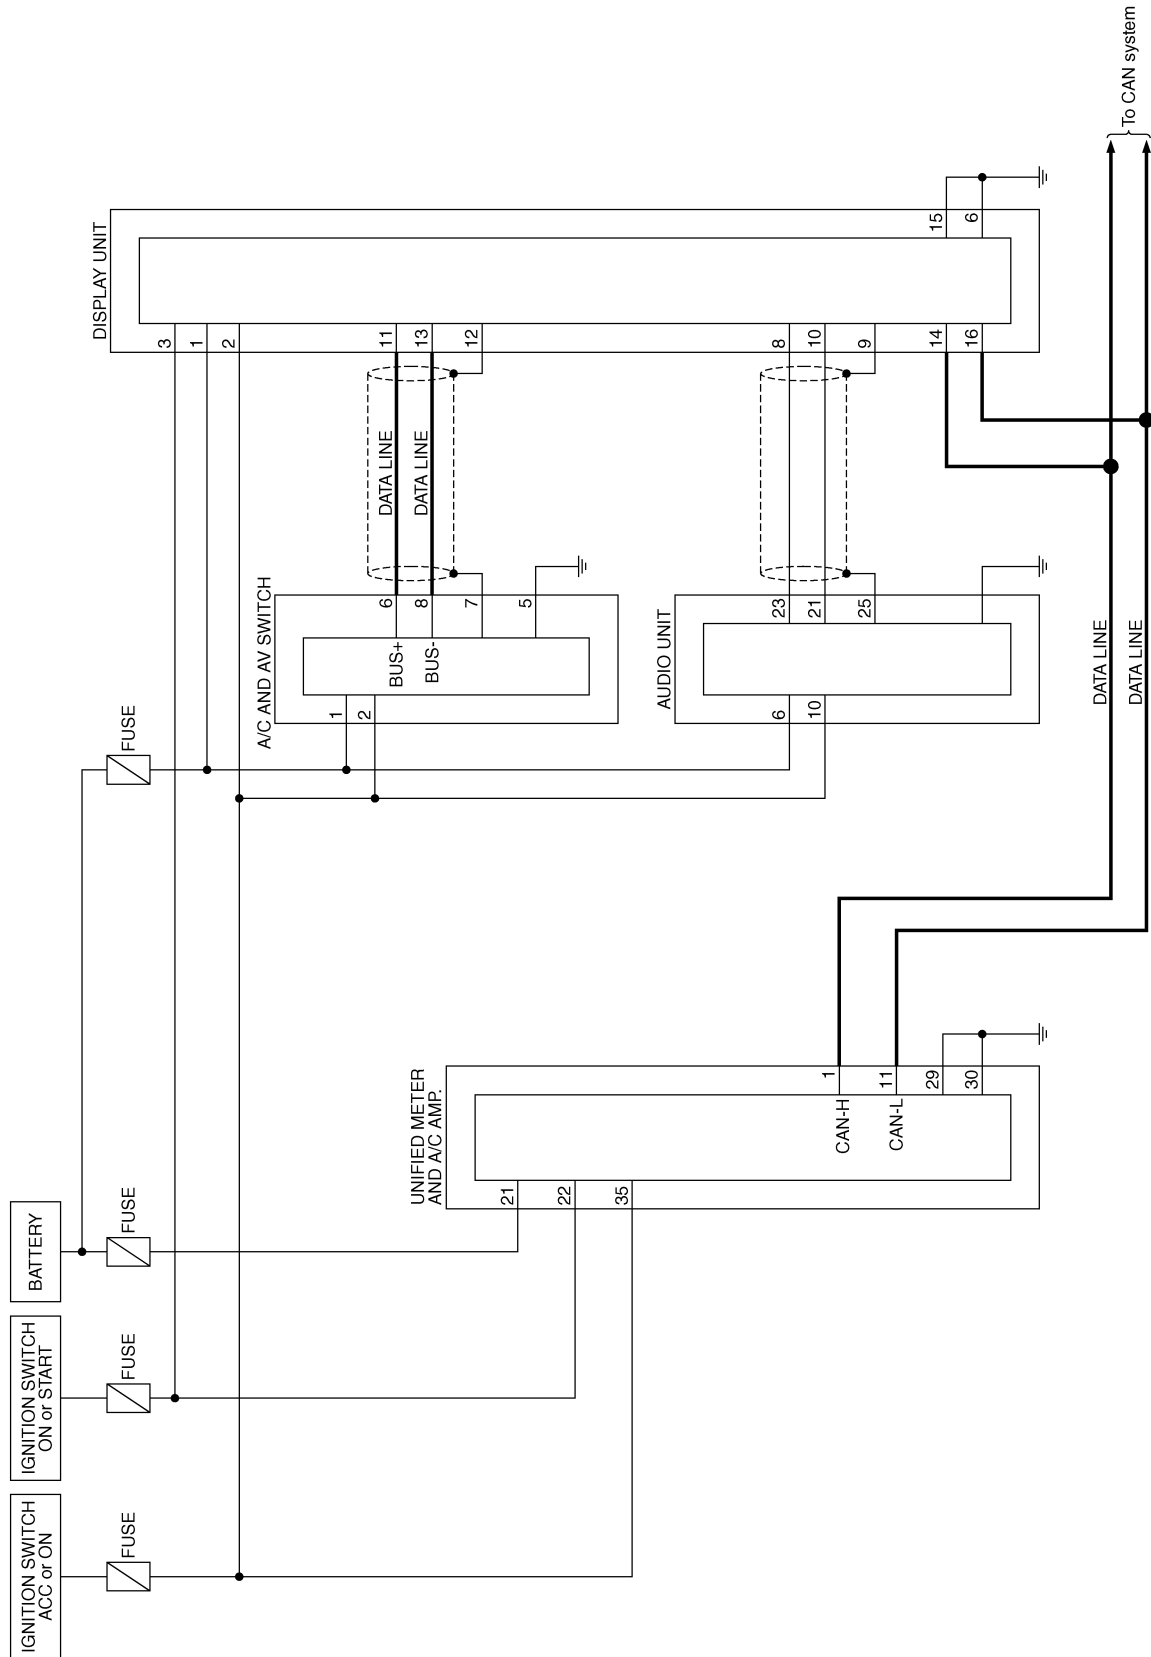 IGNITION SWITCH
ACC or ON
IGNITION SWITCH
ON or START
BATTERY
FUSE
FUSE
FUSE
FUSE
DISPLAY UNIT
3
1
2
11
13
12
8
10
9
14
16
15
6
DATA LINE
DATA LINE
A/C AND AV SWITCH
1
2
BUS+
BUS-
6
8
7
5
AUDIO UNIT
6
10
23
21
25
UNIFIED METER
AND A/C AMP.
21
22
35
CAN-H
CAN-L
1
11
29
30
DATA LINE
DATA LINE
To CAN system